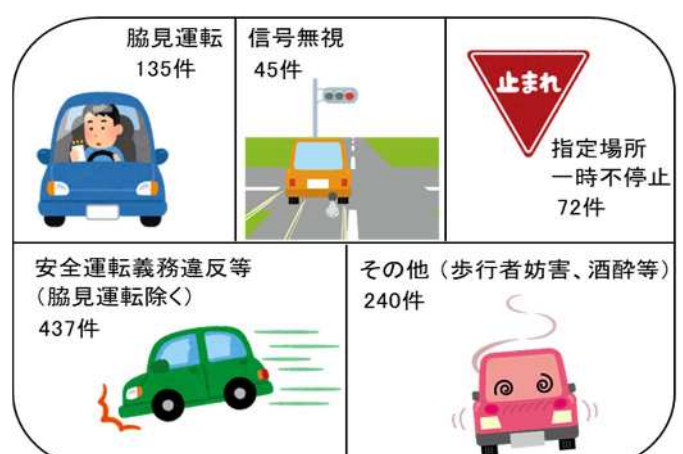 脇見運転
135件
信号無視
45件
止まれ
指定場所
一時不停止
72件
安全運転義務違反等
（脇見運転除く）
437件
その他（歩行者妨害、酒酔等）
240件